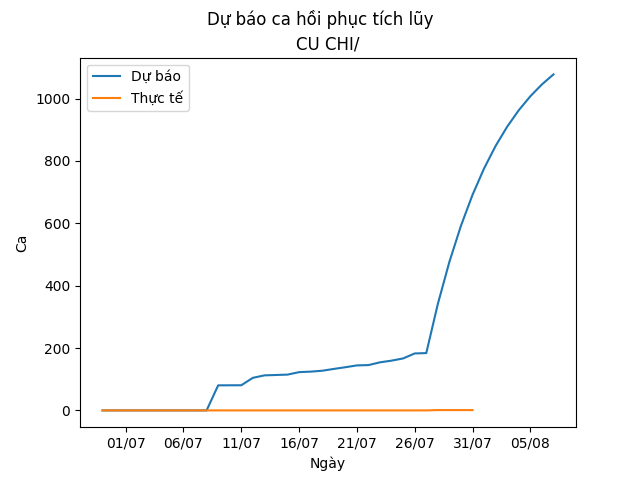 Dự báo ca hồi phục tích lũy
CU CHI/
Dự báo
Thực tế
1000
800
600
400
200
0
Ca
01/07 06/07 11/07 16/07 21/07 26/07 31/07 05/08
Ngày